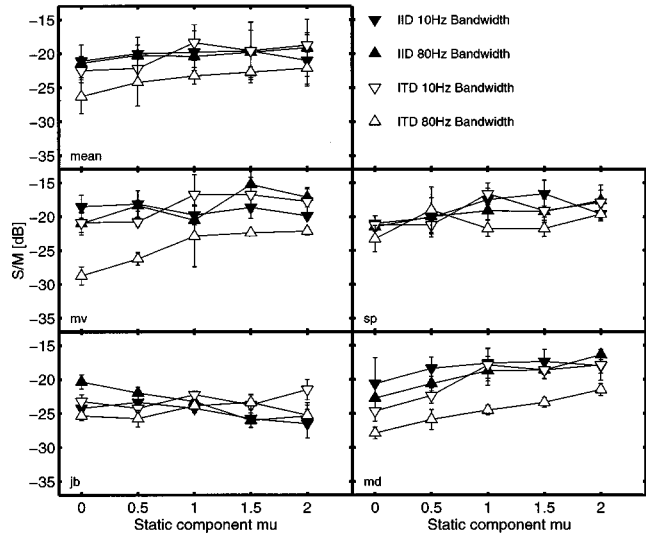 −15
−20
−25
−30
−35
mean
IID 10Hz Bandwidth
IID 80Hz Bandwidth
ITD 10Hz Bandwidth
ITD 80Hz Bandwidth
S/M [dB]
−15
−20
−25
−30
−35
mv
sp
−15
−20
−25
−30
−35
jb
md
0 0.5 1 1.5 2
0 0.5 1 1.5 2
Static component mu
Static component mu